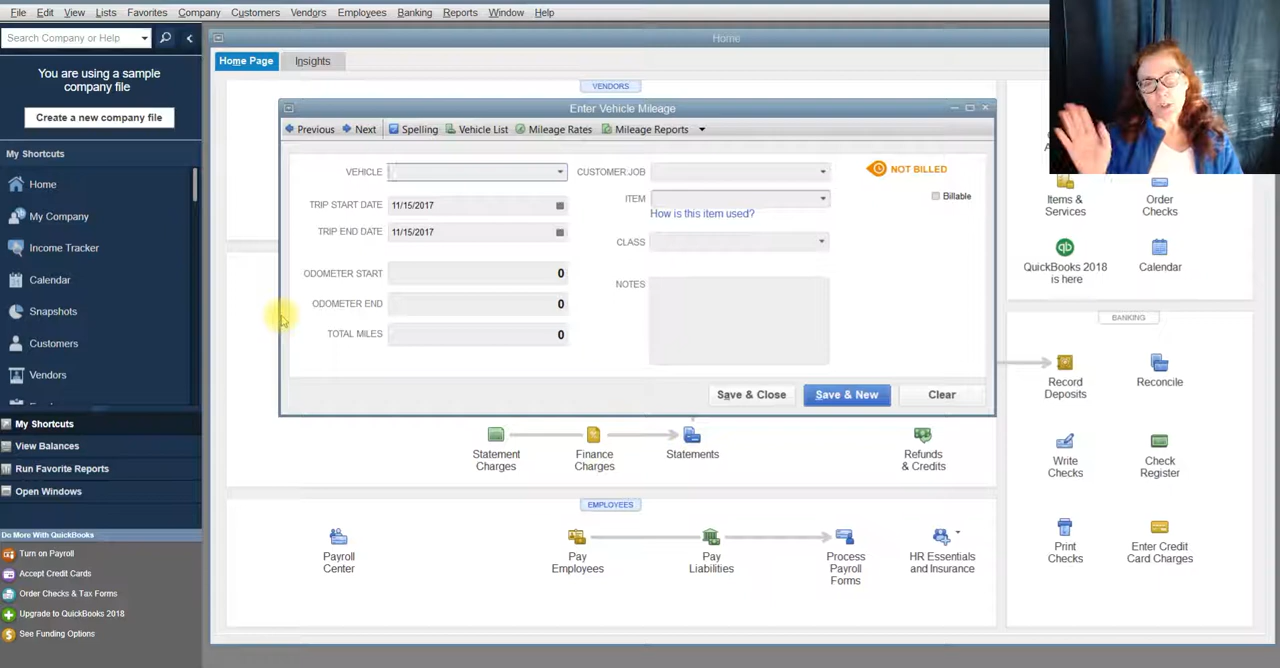 File Edit View Lists Favorites Company Customers Vendors Employees Banking Reports Window Help
Search Company or Help
You are using a sample
company file
Create a new company file
My Shortcuts
Home
My Company
Income Tracker
Calendar
Snapshots
Customers
Vendors
My Shortcuts
View Balances
Run Favorite Reports
Open Windows
Do More With QuickBooks
Turn on Payroll
Accept Credit Cards
Order Checks & Tax Forms
Upgrade to QuickBooks 2018
See Funding Options
Home
Home Page Insights
VENDORS
Enter Vehicle Mileage
Previous Next Spelling Vehicle List Mileage Rates Mileage Reports
VEHICLE
TRIP START DATE 11/15/2017
TRIP END DATE 11/15/2017
ODOMETER START 0
ODOMETER END 0
TOTAL MILES 0
CUSTOMER:JOB
ITEM
How is this item used?
CLASS
NOTES
NOT BILLED
Billable
Save & Close Save & New Clear
Statement
Charges
Finance
Charges
Statements
Refunds
& Credits
EMPLOYEES
Payroll
Center
Pay
Employees
Pay
Liabilities
Process
Payroll
Forms
HR Essentials
and Insurance
Items &
Services
Order
Checks
qb
QuickBooks 2018
is here
Calendar
BANKING
Record
Deposits
Reconcile
Write
Checks
Check
Register
Print
Checks
Enter Credit
Card Charges